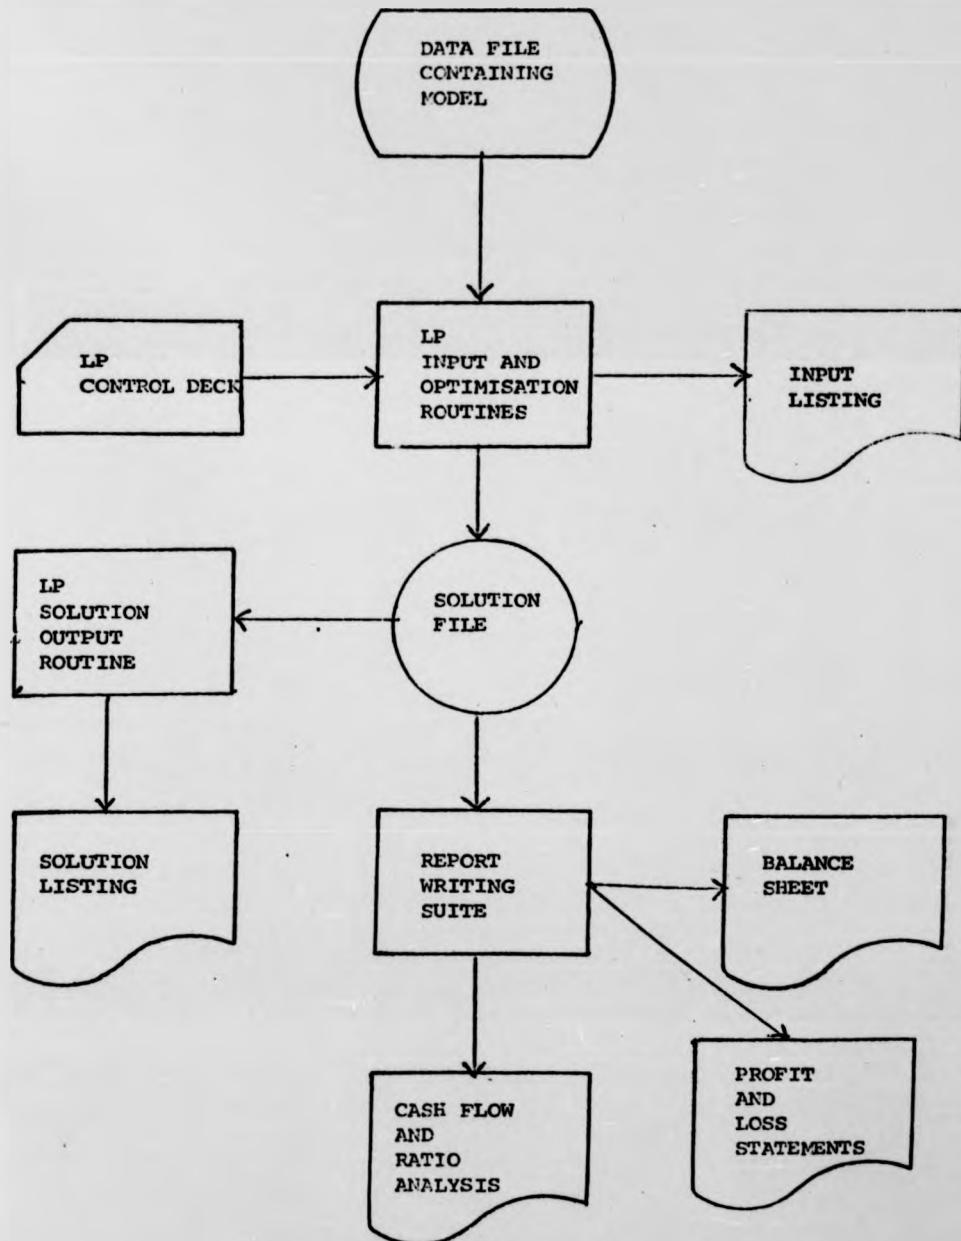 DATA FILE
CONTAINING
MODEL
LP
CONTROL DECK
LP
INPUT AND
OPTIMISATION
ROUTINES
INPUT
LISTING
LP
SOLUTION
OUTPUT
ROUTINE
SOLUTION
FILE
SOLUTION
LISTING
REPORT
WRITING
SUITE
BALANCE
SHEET
CASH FLOW
AND
RATIO
ANALYSIS
PROFIT
AND
LOSS
STATEMENTS